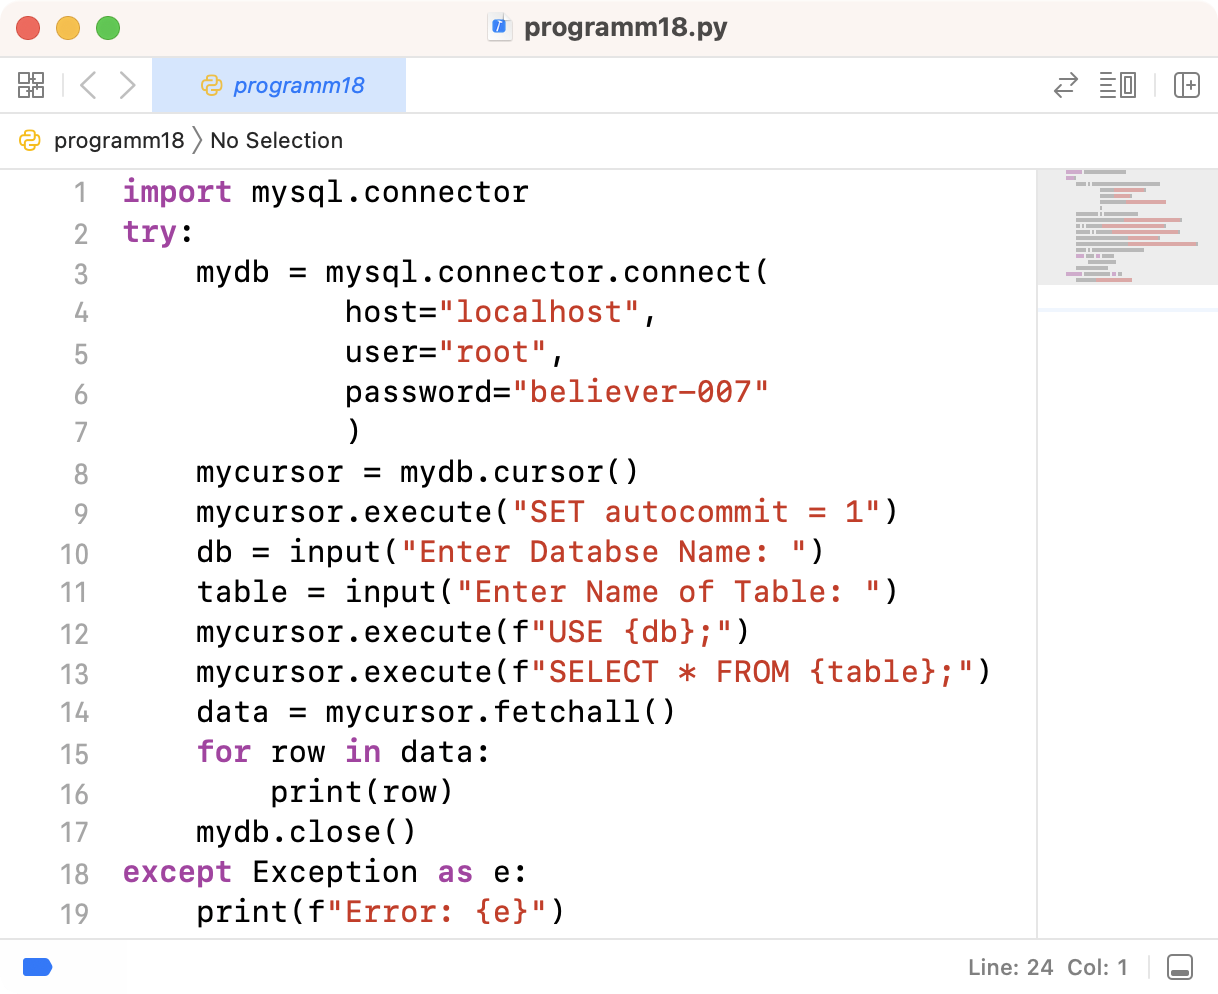 programm18.py
programm18
programm18 〉 No Selection
1 import mysql.connector
2 try:
3     mydb = mysql.connector.connect(
4             host="localhost",
5             user="root",
6             password="believer-007"
7             )
8     mycursor = mydb.cursor()
9     mycursor.execute("SET autocommit = 1")
10     db = input("Enter Databse Name: ")
11     table = input("Enter Name of Table: ")
12     mycursor.execute(f"USE {db};")
13     mycursor.execute(f"SELECT * FROM {table};")
14     data = mycursor.fetchall()
15     for row in data:
16         print(row)
17     mydb.close()
18 except Exception as e:
19     print(f"Error: {e}")
Line: 24 Col: 1